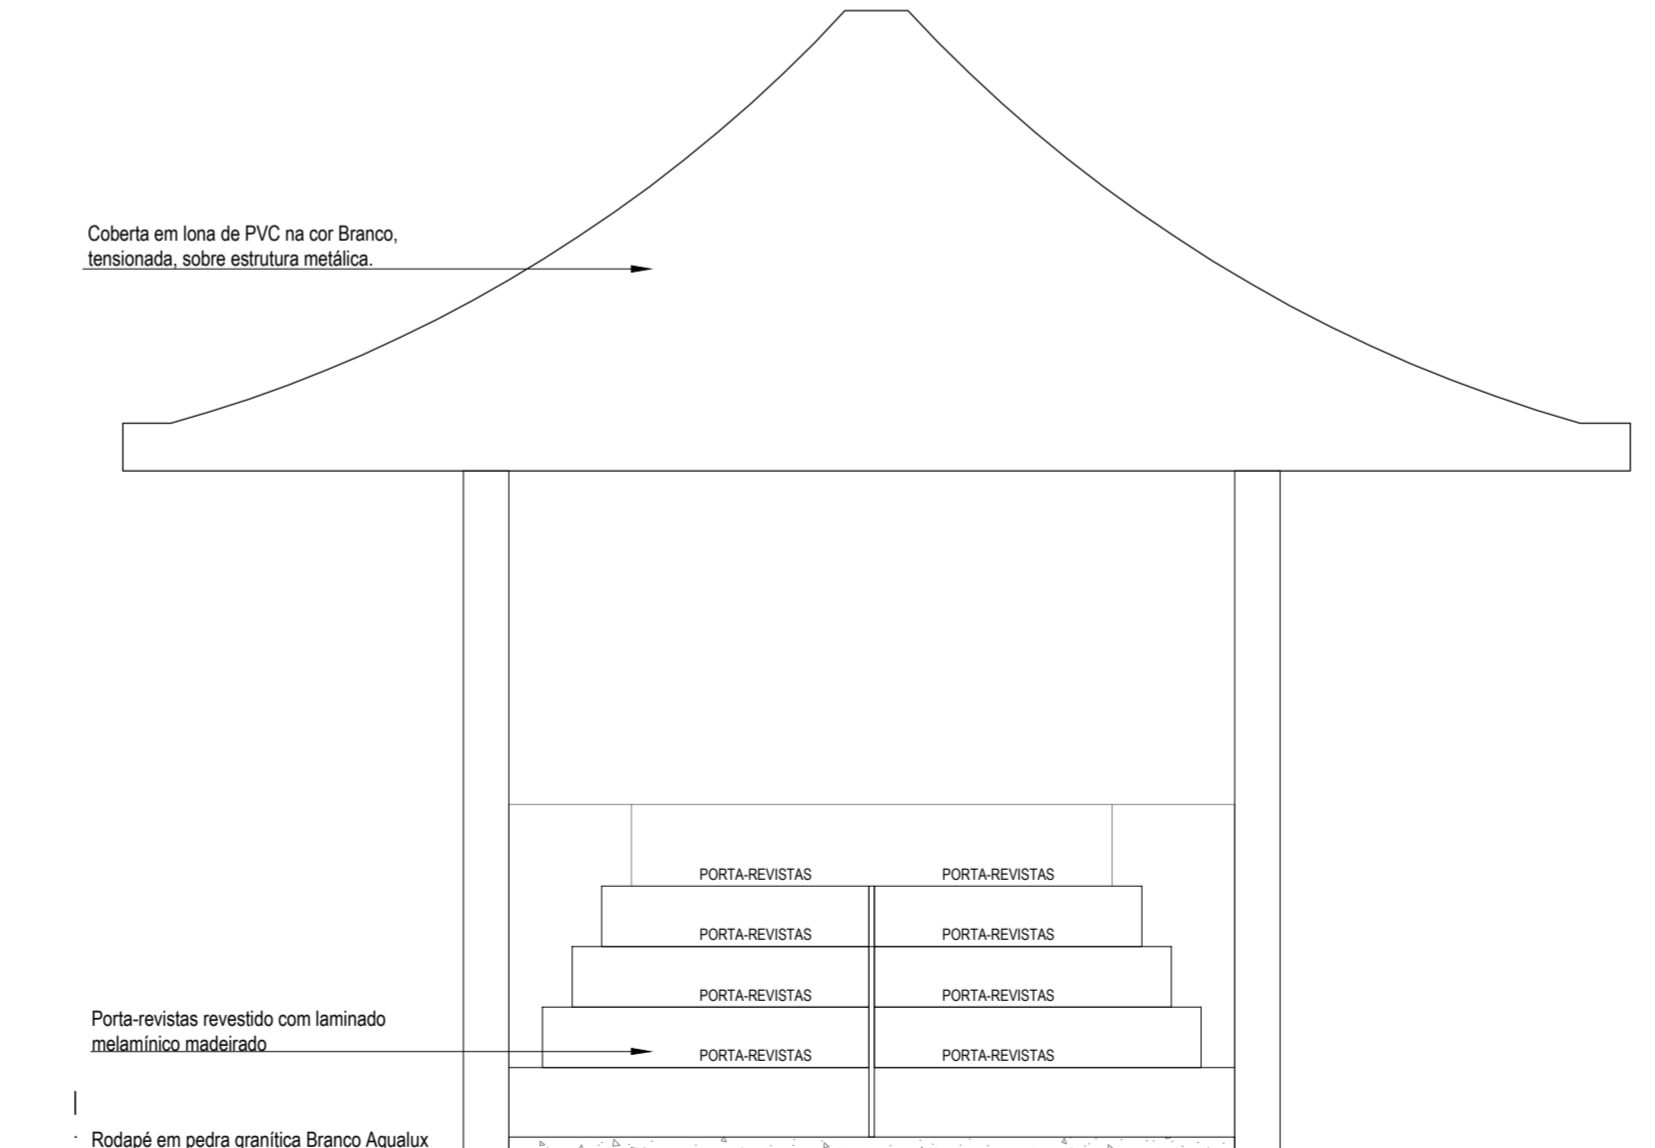 Coberta em lona de PVC na cor Branco,
tensionada, sobre estrutura metálica.
PORTA-REVISTAS PORTA-REVISTAS
PORTA-REVISTAS PORTA-REVISTAS
PORTA-REVISTAS PORTA-REVISTAS
Porta-revistas revestido com laminado
melamínico madeirado
PORTA-REVISTAS PORTA-REVISTAS
Rodapé em pedra granítica Branco Aqualux